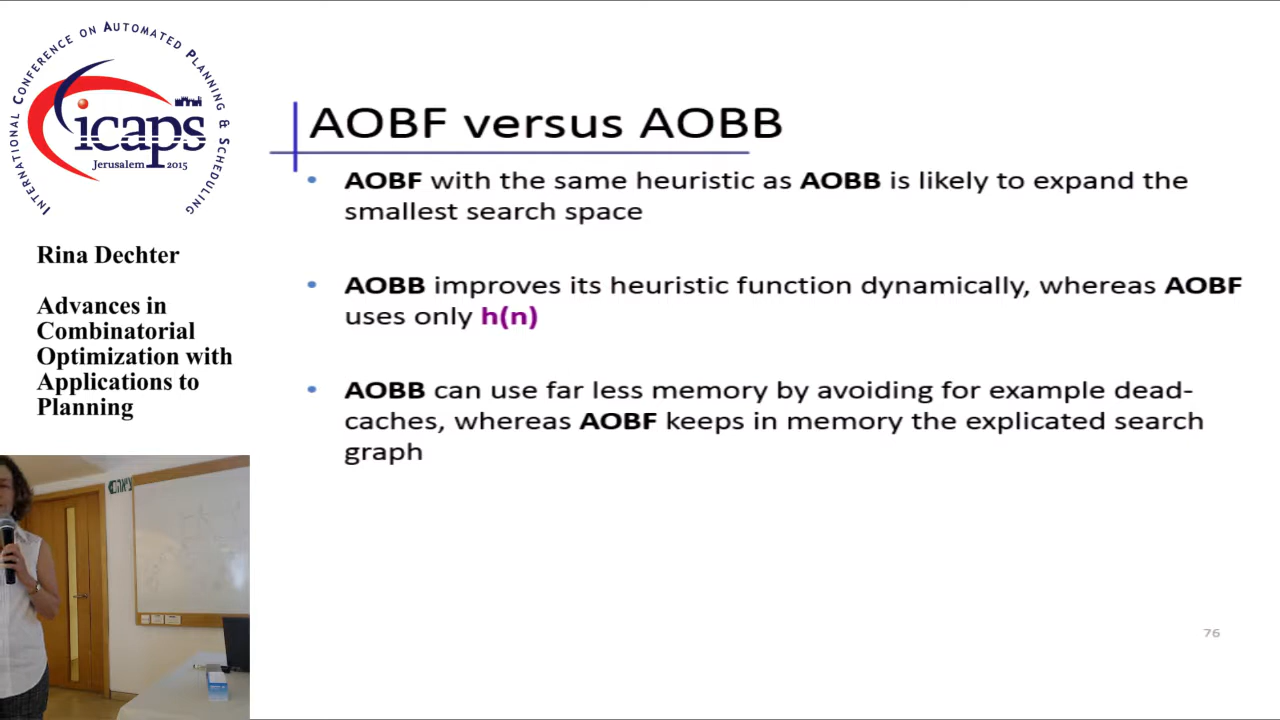 INTERNATIONAL CONFERENCE ON AUTOMATED PLANNING & SCHEDULING
icaps
Jerusalem 2015
Rina Dechter
Advances in
Combinatorial
Optimization with
Applications to
Planning
AOBF versus AOBB
• AOBF with the same heuristic as AOBB is likely to expand the
smallest search space
• AOBB improves its heuristic function dynamically, whereas AOBF
uses only h(n)
• AOBB can use far less memory by avoiding for example dead-
caches, whereas AOBF keeps in memory the explicated search
graph
76